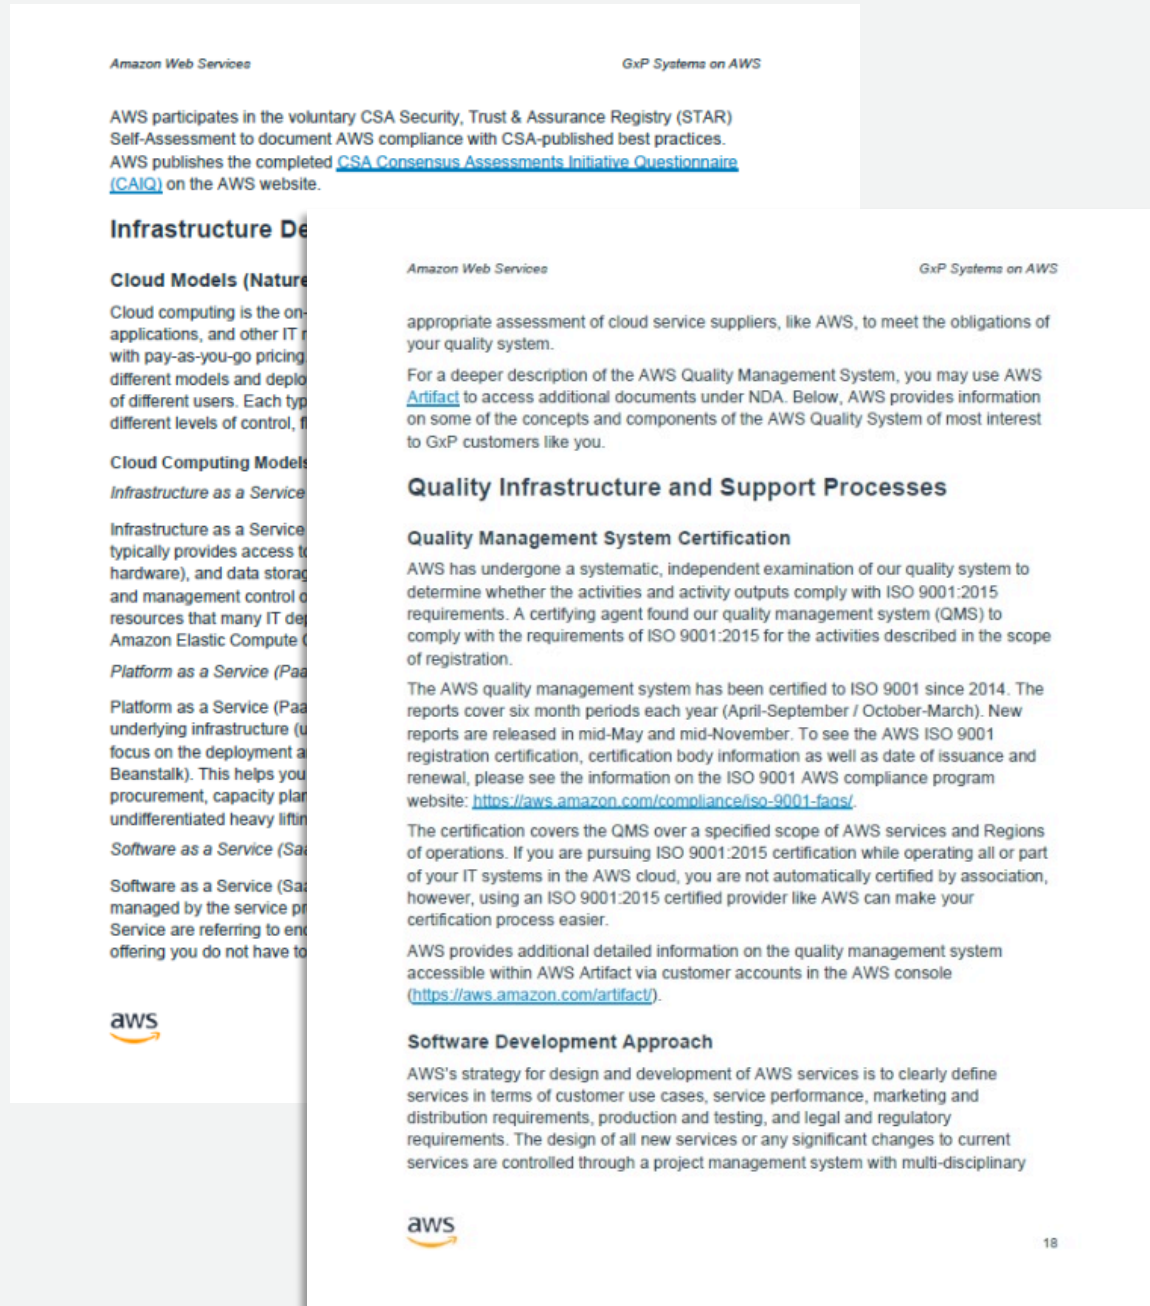 Amazon Web Services
GxP Systems on AWS
AWS participates in the voluntary CSA Security, Trust & Assurance Registry (STAR)
Self-Assessment to document AWS compliance with CSA-published best practices.
AWS publishes the completed CSA Consensus Assessments Initiative Questionnaire
(CAIQ) on the AWS website.
Infrastructure De
Cloud Models (Nature
Cloud computing is the on-
applications, and other IT r
with pay-as-you-go pricing
different models and deplo
of different users. Each typ
different levels of control, fl
Cloud Computing Models
Infrastructure as a Service
Infrastructure as a Service
typically provides access to
hardware), and data storag
and management control o
resources that many IT dep
Amazon Elastic Compute C
Platform as a Service (Paa
Platform as a Service (Paa
underlying infrastructure (u
focus on the deployment a
Beanstalk). This helps you
procurement, capacity plan
undifferentiated heavy liftin
Software as a Service (Saa
Software as a Service (Saa
managed by the service pr
Service are referring to end
offering you do not have to
aws
Amazon Web Services
GxP Systems on AWS
appropriate assessment of cloud service suppliers, like AWS, to meet the obligations of
your quality system.
For a deeper description of the AWS Quality Management System, you may use AWS
Artifact to access additional documents under NDA. Below, AWS provides information
on some of the concepts and components of the AWS Quality System of most interest
to GxP customers like you.
Quality Infrastructure and Support Processes
Quality Management System Certification
AWS has undergone a systematic, independent examination of our quality system to
determine whether the activities and activity outputs comply with ISO 9001:2015
requirements. A certifying agent found our quality management system (QMS) to
comply with the requirements of ISO 9001:2015 for the activities described in the scope
of registration.
The AWS quality management system has been certified to ISO 9001 since 2014. The
reports cover six month periods each year (April-September / October-March). New
reports are released in mid-May and mid-November. To see the AWS ISO 9001
registration certification, certification body information as well as date of issuance and
renewal, please see the information on the ISO 9001 AWS compliance program
website: https://aws.amazon.com/compliance/iso-9001-faqs/.
The certification covers the QMS over a specified scope of AWS services and Regions
of operations. If you are pursuing ISO 9001:2015 certification while operating all or part
of your IT systems in the AWS cloud, you are not automatically certified by association,
however, using an ISO 9001:2015 certified provider like AWS can make your
certification process easier.
AWS provides additional detailed information on the quality management system
accessible within AWS Artifact via customer accounts in the AWS console
(https://aws.amazon.com/artifact/).
Software Development Approach
AWS's strategy for design and development of AWS services is to clearly define
services in terms of customer use cases, service performance, marketing and
distribution requirements, production and testing, and legal and regulatory
requirements. The design of all new services or any significant changes to current
services are controlled through a project management system with multi-disciplinary
aws
18